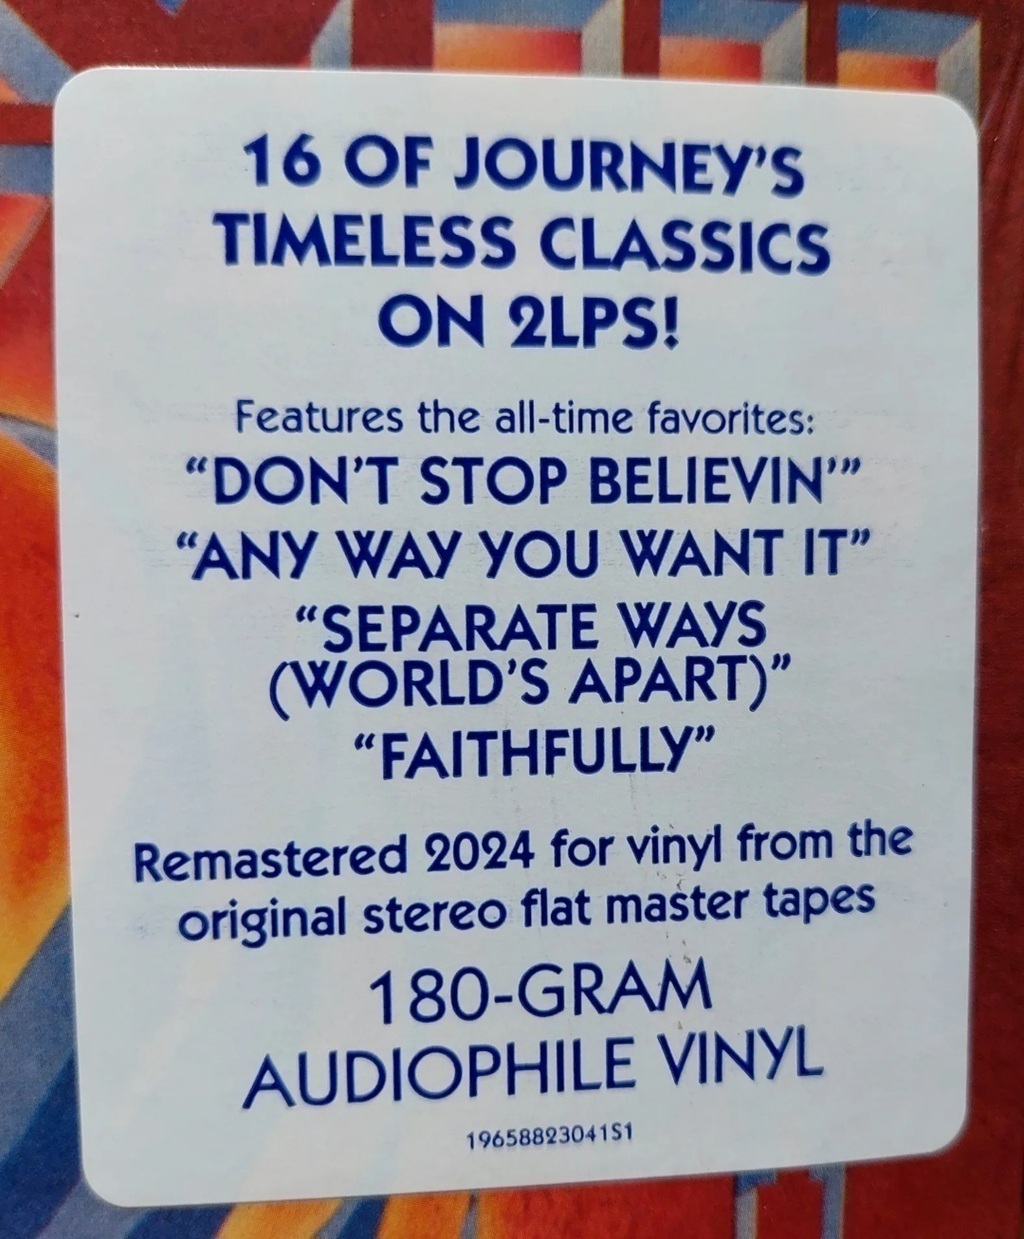 16 OF JOURNEY'S
TIMELESS CLASSICS
ON 2LPS!
Features the all-time favorites:
“DON'T STOP BELIEVIN'”
“ANY WAY YOU WANT IT”
“SEPARATE WAYS
(WORLD'S APART)”
“FAITHFULLY”
Remastered 2024 for vinyl from the
original stereo flat master tapes
180-GRAM
AUDIOPHILE VINYL
19658823041S1